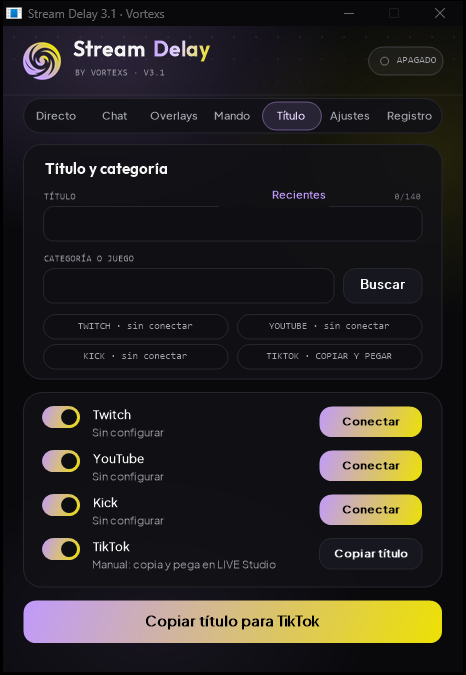 Stream Delay 3.1 · Vortexs
Stream Delay
BY VORTEXS · V3.1
APAGADO
Directo Chat Overlays Mando Título Ajustes Registro
Título y categoría
TÍTULO Recientes 0/140
CATEGORÍA O JUEGO
Buscar
TWITCH · sin conectar YOUTUBE · sin conectar
KICK · sin conectar TIKTOK · COPIAR Y PEGAR
Twitch
Sin configurar
Conectar
YouTube
Sin configurar
Conectar
Kick
Sin configurar
Conectar
TikTok
Manual: copia y pega en LIVE Studio
Copiar título
Copiar título para TikTok